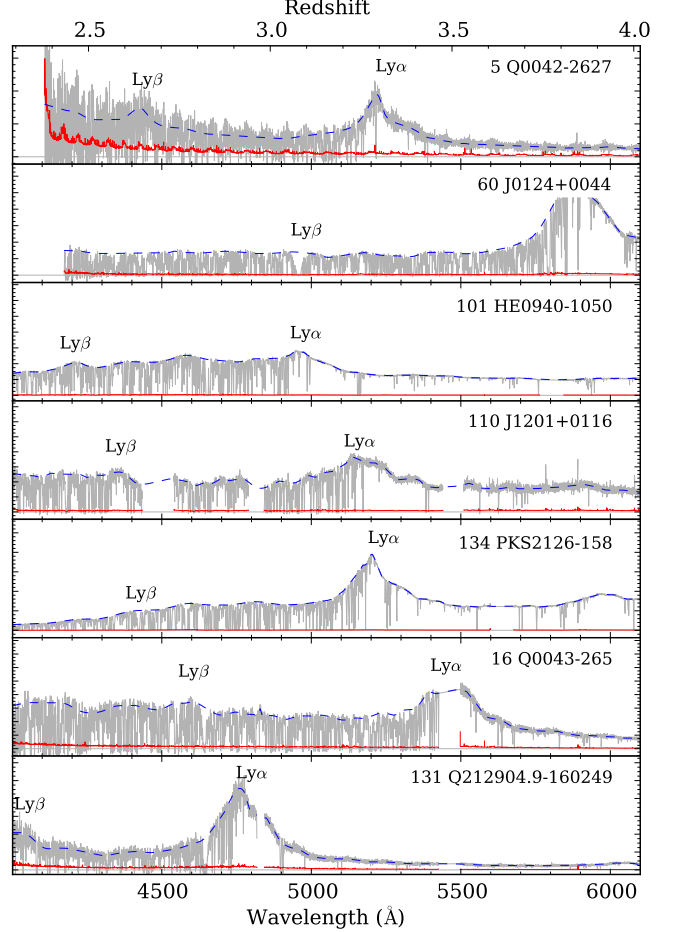 Redshift
2.5 3.0 3.5 4.0
5 Q0042-2627
Lyβ Lyα
60 J0124+0044
Lyβ
101 HE0940-1050
Lyβ Lyα
110 J1201+0116
Lyβ Lyα
134 PKS2126-158
Lyβ Lyα
16 Q0043-265
Lyβ Lyα
131 Q212904.9-160249
Lyβ Lyα
4500 5000 5500 6000
Wavelength (Å)